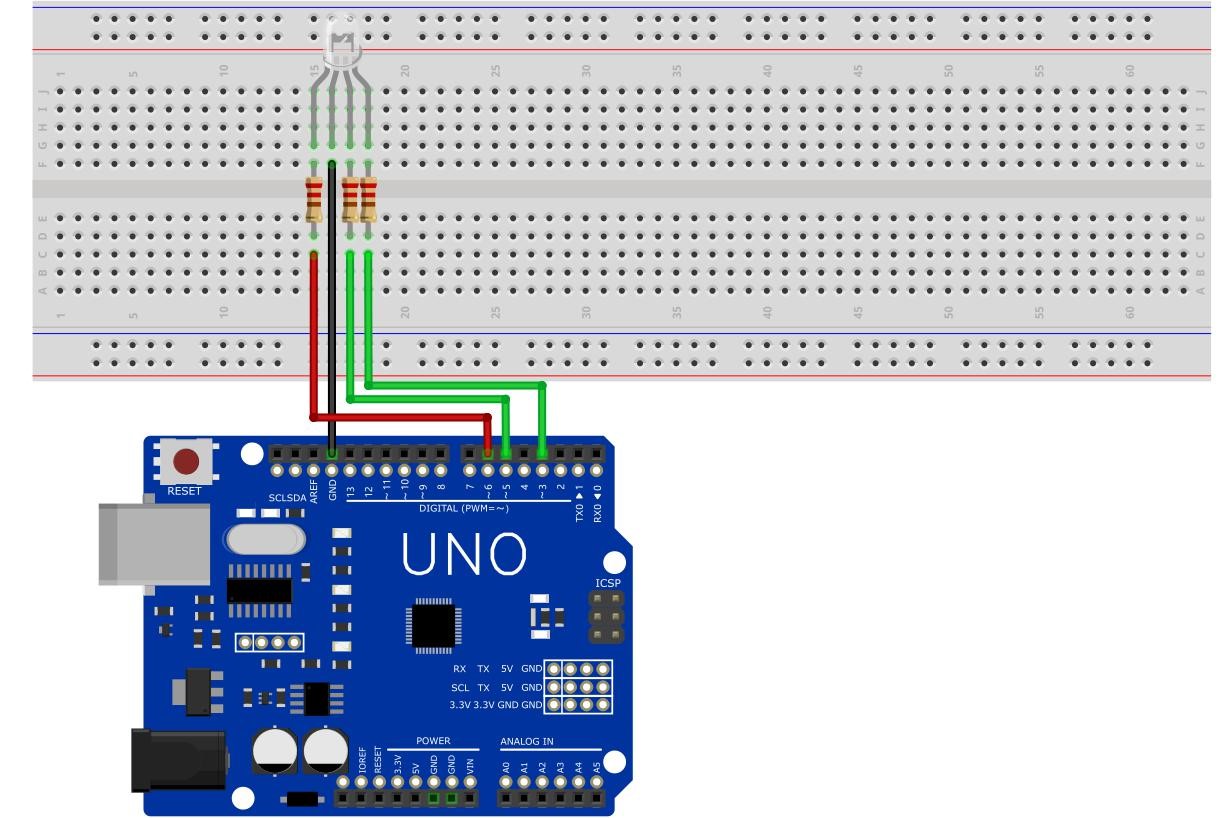 1 5 10 15 20 25 30 35 40 45 50 55 60
J J
I I
H H
G G
F F
E E
D D
C C
B B
A A
1 5 10 15 20 25 30 35 40 45 50 55 60
RESET
SCLSDA AREF GND 13 12 ~11 ~10 ~9 8 7 ~6 ~5 4 ~3 2 TX0▶1 RX0◀0
DIGITAL (PWM=~)
UNO
ICSP
RX TX 5V GND
SCL TX 5V GND
3.3V 3.3V GND GND
POWER ANALOG IN
IOREF RESET 3.3V 5V GND GND VIN A0 A1 A2 A3 A4 A5